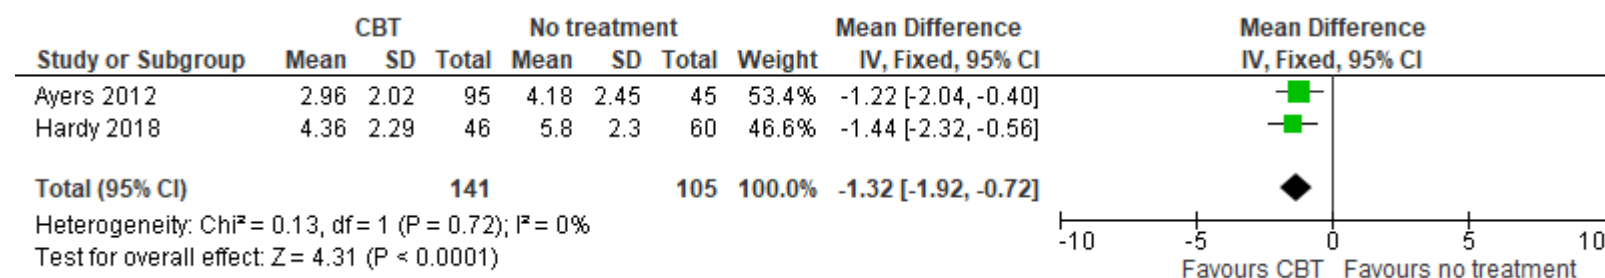 CBT No treatment Mean Difference Mean Difference
Study or Subgroup Mean SD Total Mean SD Total Weight IV, Fixed, 95% CI IV, Fixed, 95% CI
Ayers 2012 2.96 2.02 95 4.18 2.45 45 53.4% -1.22 [-2.04, -0.40]
Hardy 2018 4.36 2.29 46 5.8 2.3 60 46.6% -1.44 [-2.32, -0.56]
Total (95% CI) 141 105 100.0% -1.32 [-1.92, -0.72]
Heterogeneity: Chi² = 0.13, df = 1 (P = 0.72); I² = 0%
Test for overall effect: Z = 4.31 (P < 0.0001)
-10 -5 0 5 10
Favours CBT Favours no treatment